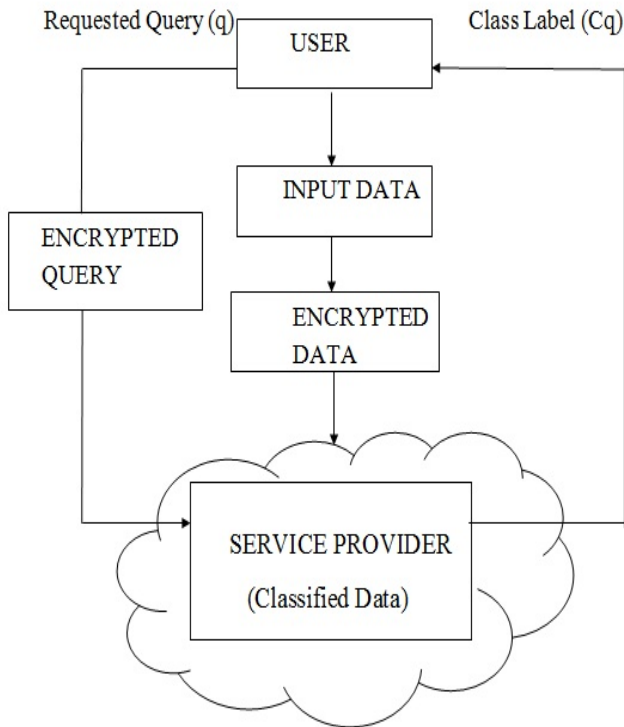 Requested Query (q)
USER
Class Label (Cq)
INPUT DATA
ENCRYPTED
QUERY
ENCRYPTED
DATA
SERVICE PROVIDER
(Classified Data)